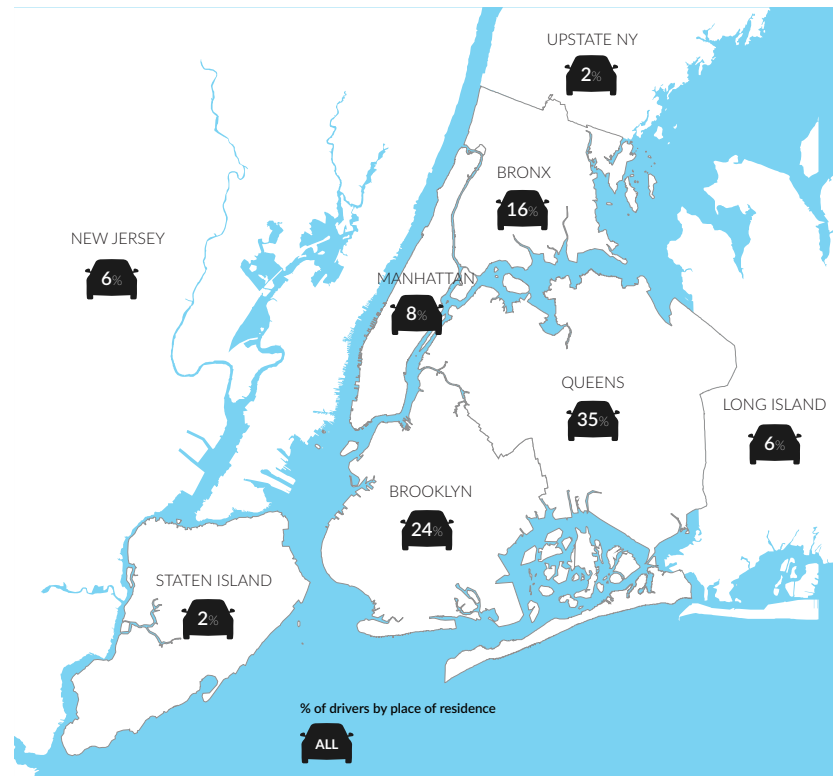 UPSTATE NY
2%
BRONX
16%
NEW JERSEY
6%
MANHATTAN
8%
QUEENS
35%
LONG ISLAND
6%
BROOKLYN
24%
STATEN ISLAND
2%
% of drivers by place of residence
ALL